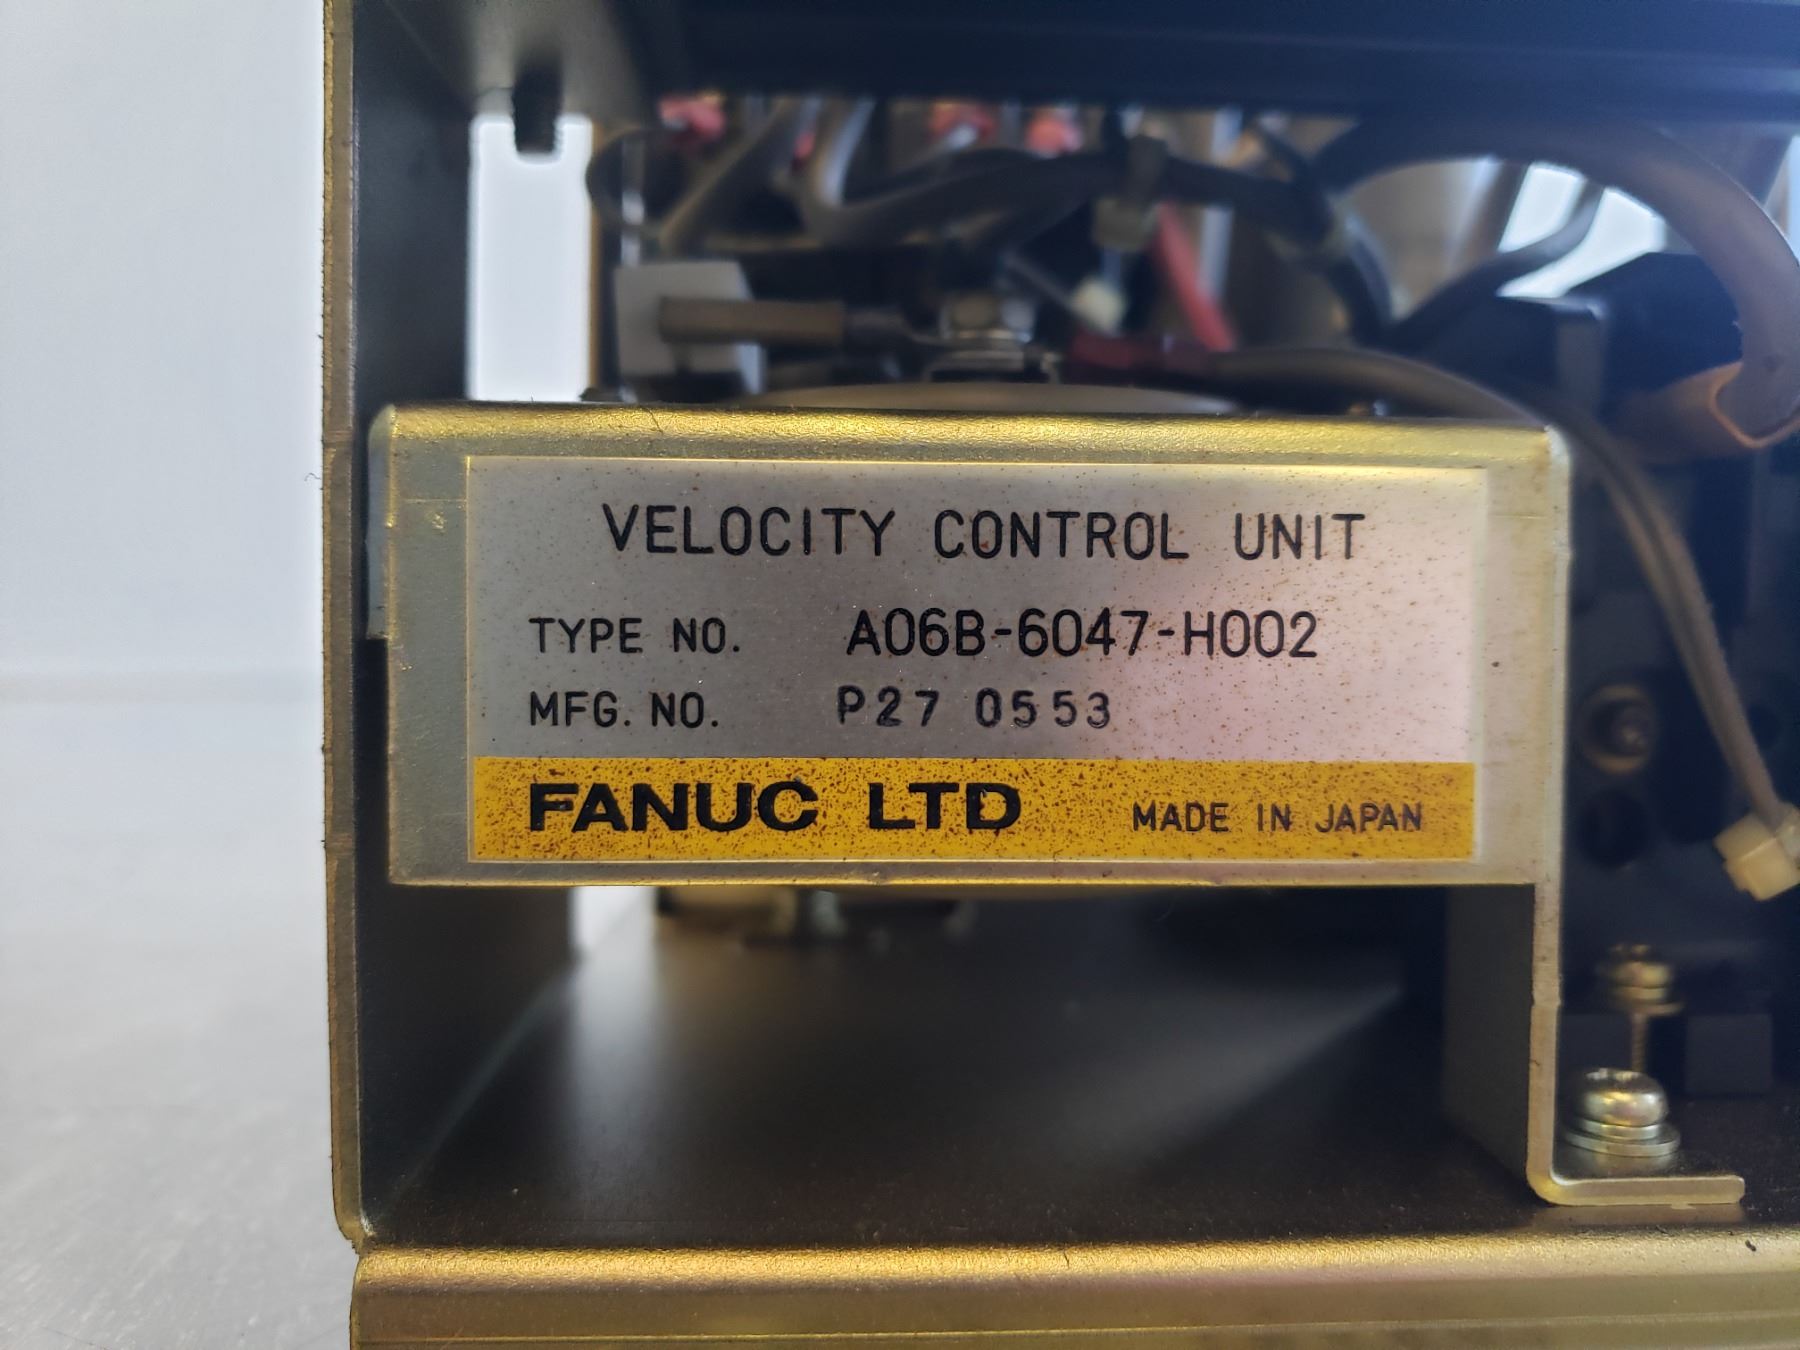 VELOCITY CONTROL UNIT
TYPE NO. A06B-6047-H002
MFG. NO. P27 0553
FANUC LTD MADE IN JAPAN